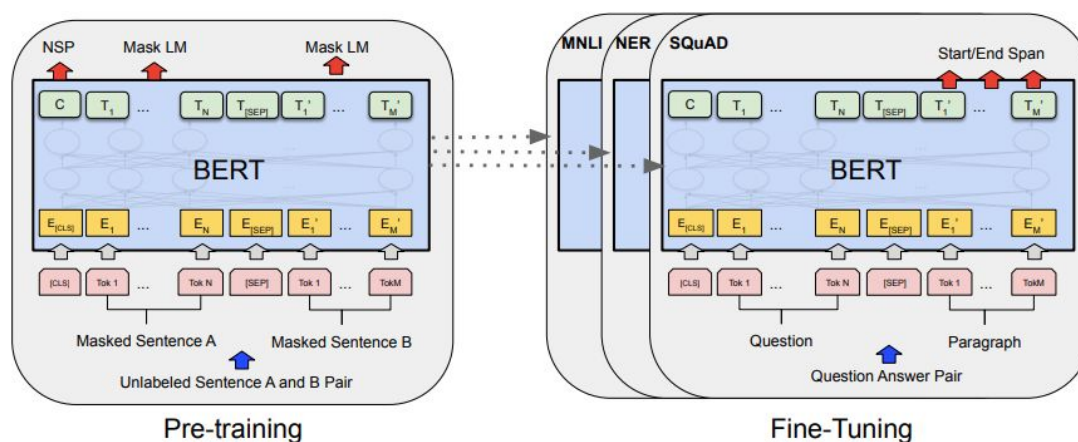 NSP Mask LM Mask LM
C T1 ... TN T[SEP] T1' ... TM'
BERT
E[CLS] E1 ... EN E[SEP] E1' ... EM'
[CLS] Tok 1 ... Tok N [SEP] Tok 1 ... TokM
Masked Sentence A Masked Sentence B
Unlabeled Sentence A and B Pair
Pre-training
MNLI NER SQuAD
Start/End Span
C T1 ... TN T[SEP] T1' ... TM'
BERT
E[CLS] E1 ... EN E[SEP] E1' ... EM'
[CLS] Tok 1 ... Tok N [SEP] Tok 1 ... TokM
Question Paragraph
Question Answer Pair
Fine-Tuning